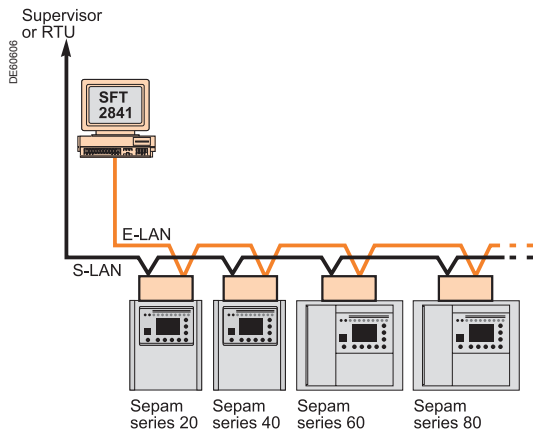 Supervisor
or RTU
DE60606
SFT
2841
E-LAN
S-LAN
Sepam
series 20
Sepam
series 40
Sepam
series 60
Sepam
series 80